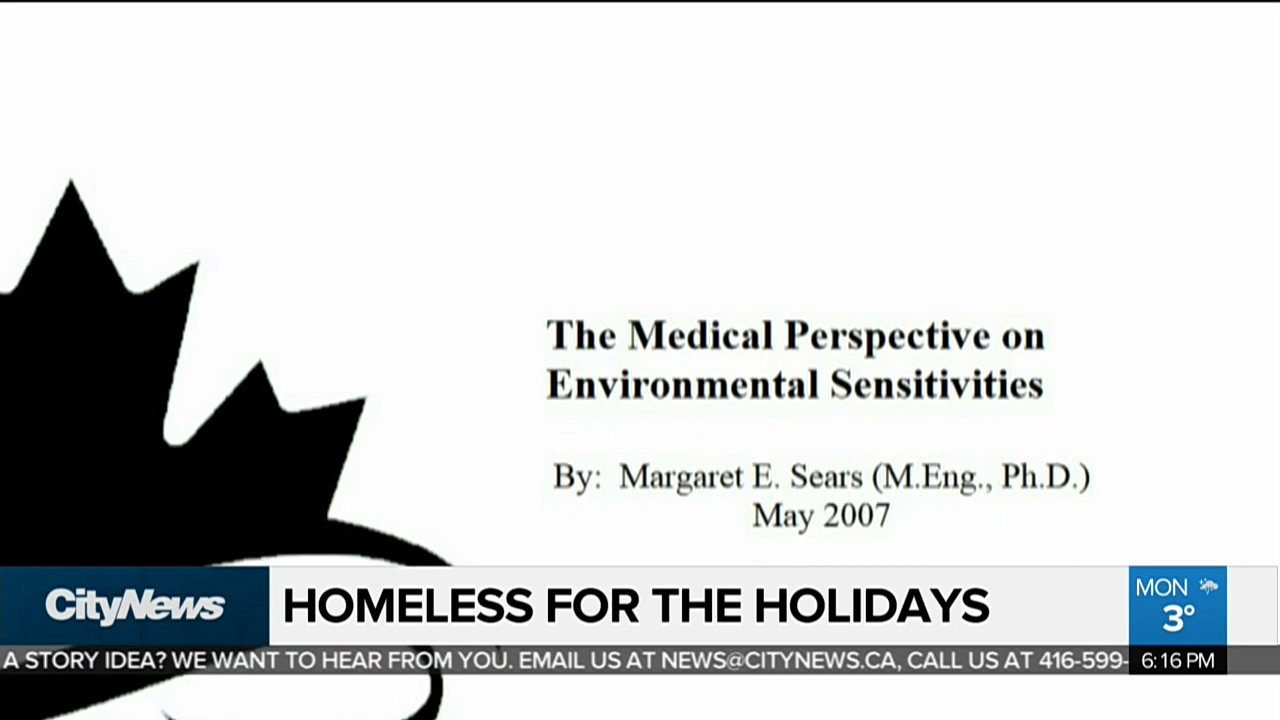 The Medical Perspective on
Environmental Sensitivities
By: Margaret E. Sears (M.Eng., Ph.D.)
May 2007
CityNews
HOMELESS FOR THE HOLIDAYS
MON
3°
A STORY IDEA? WE WANT TO HEAR FROM YOU. EMAIL US AT NEWS@CITYNEWS.CA, CALL US AT 416-599-
6:16 PM